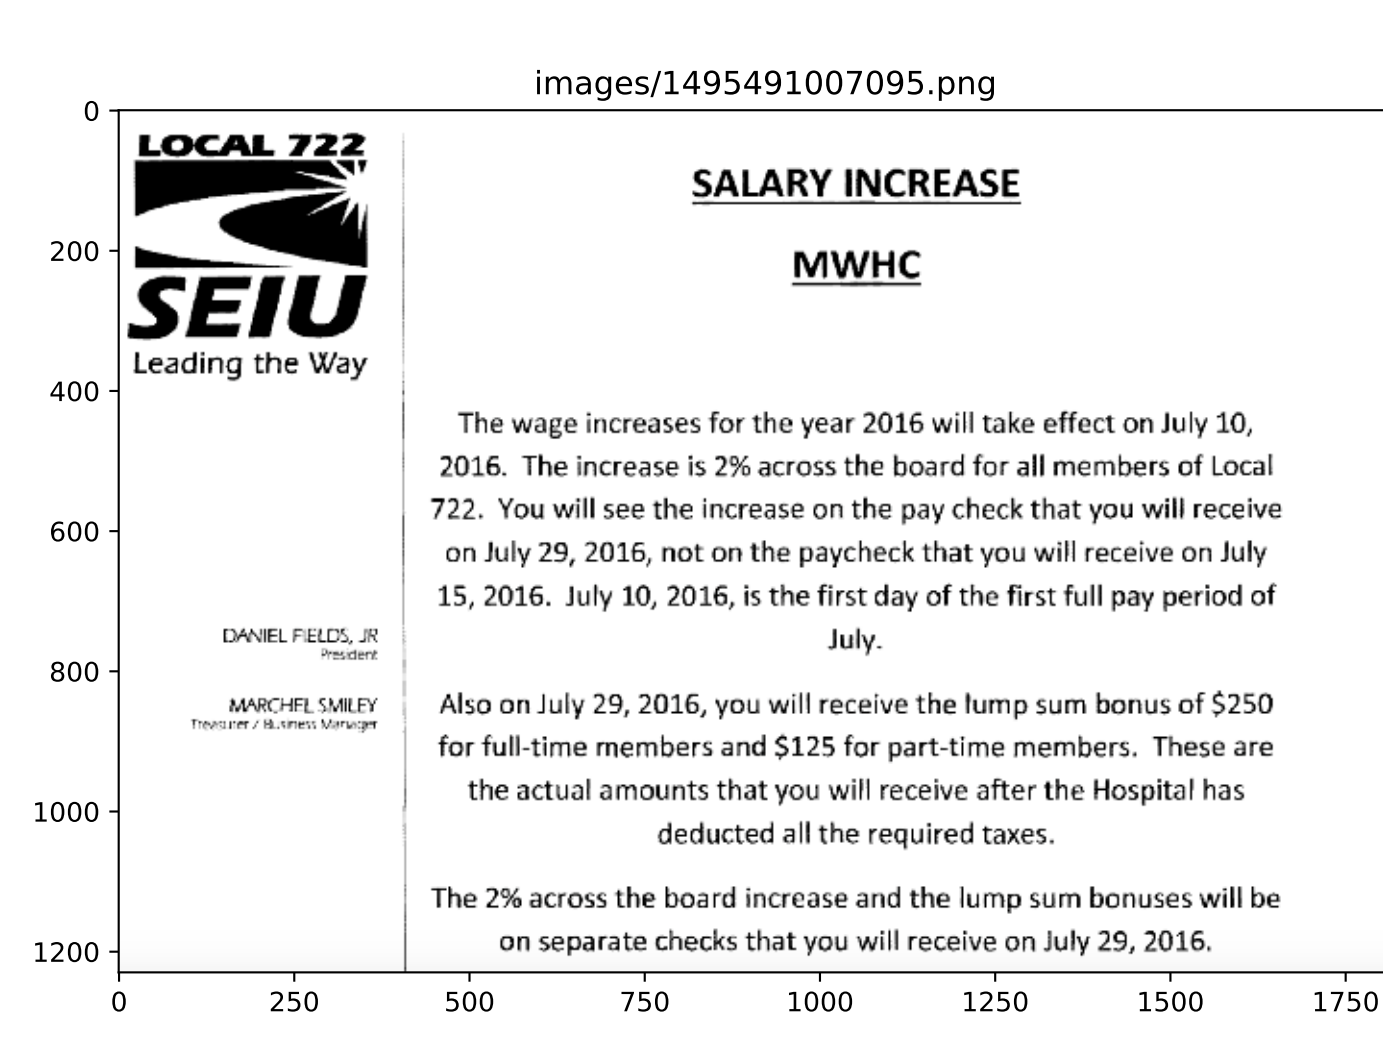 images/1495491007095.png
0
200
400
600
800
1000
1200
LOCAL 722
SEIU
Leading the Way
DANIEL FIELDS, JR
President
MARCHEL SMILEY
Treasurer / Business Manager
SALARY INCREASE
MWHC
The wage increases for the year 2016 will take effect on July 10,
2016.  The increase is 2% across the board for all members of Local
722.  You will see the increase on the pay check that you will receive
on July 29, 2016, not on the paycheck that you will receive on July
15, 2016.  July 10, 2016, is the first day of the first full pay period of
July.
Also on July 29, 2016, you will receive the lump sum bonus of $250
for full-time members and $125 for part-time members.  These are
the actual amounts that you will receive after the Hospital has
deducted all the required taxes.
The 2% across the board increase and the lump sum bonuses will be
on separate checks that you will receive on July 29, 2016.
0 250 500 750 1000 1250 1500 1750